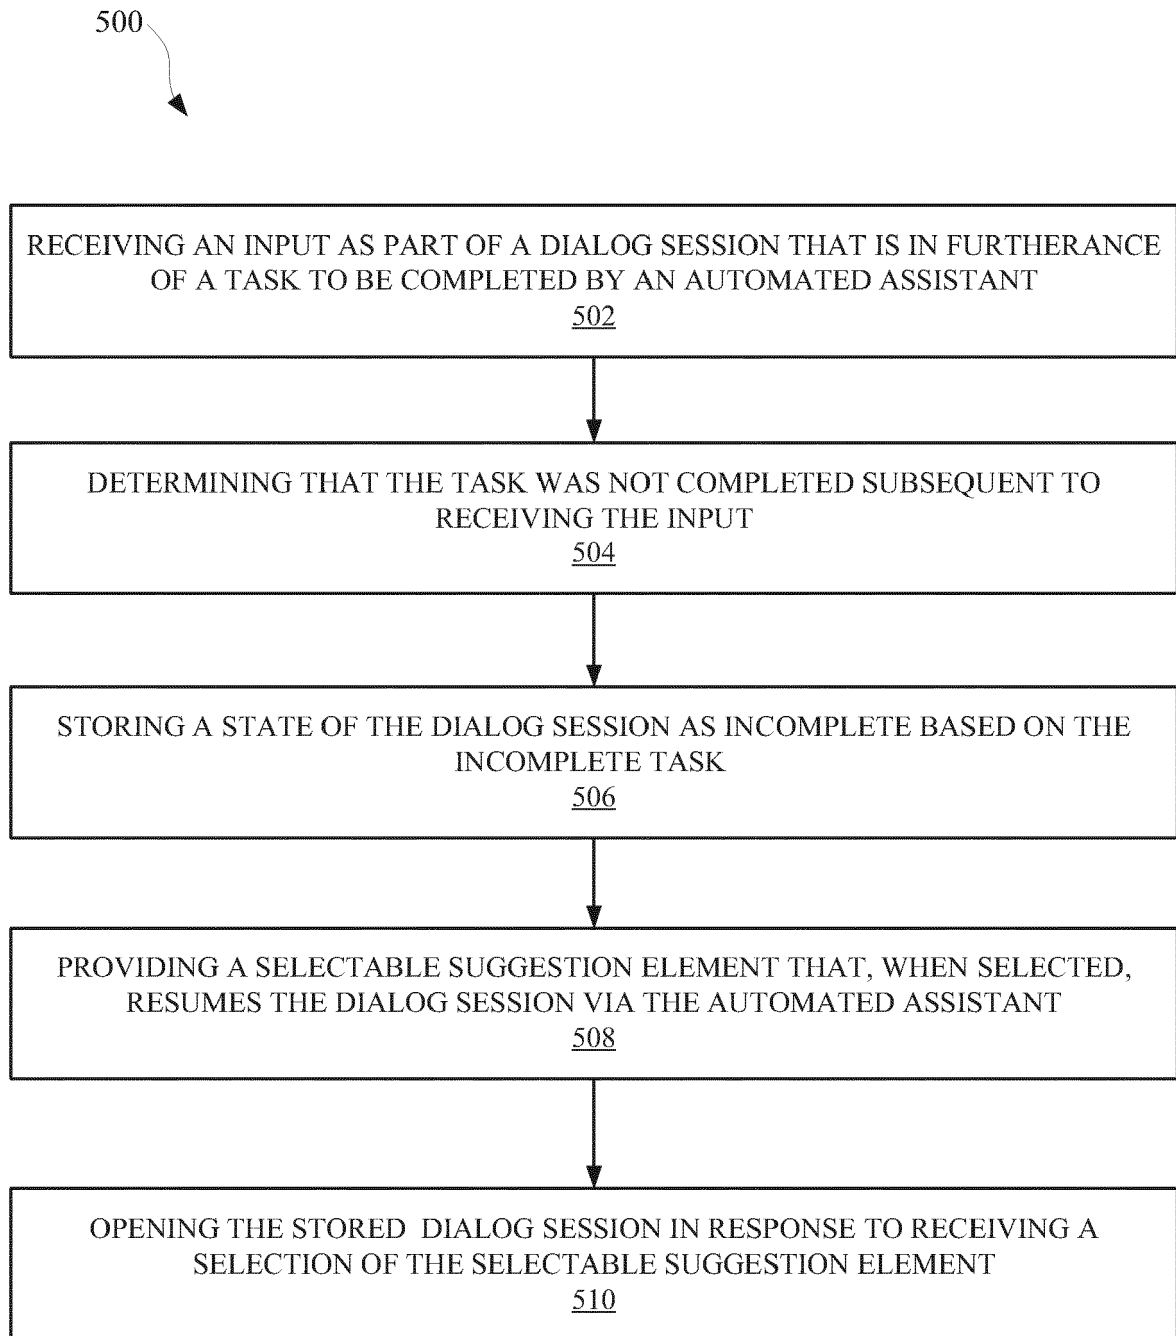 500
RECEIVING AN INPUT AS PART OF A DIALOG SESSION THAT IS IN FURTHERANCE
OF A TASK TO BE COMPLETED BY AN AUTOMATED ASSISTANT
502
DETERMINING THAT THE TASK WAS NOT COMPLETED SUBSEQUENT TO
RECEIVING THE INPUT
504
STORING A STATE OF THE DIALOG SESSION AS INCOMPLETE BASED ON THE
INCOMPLETE TASK
506
PROVIDING A SELECTABLE SUGGESTION ELEMENT THAT, WHEN SELECTED,
RESUMES THE DIALOG SESSION VIA THE AUTOMATED ASSISTANT
508
OPENING THE STORED DIALOG SESSION IN RESPONSE TO RECEIVING A
SELECTION OF THE SELECTABLE SUGGESTION ELEMENT
510